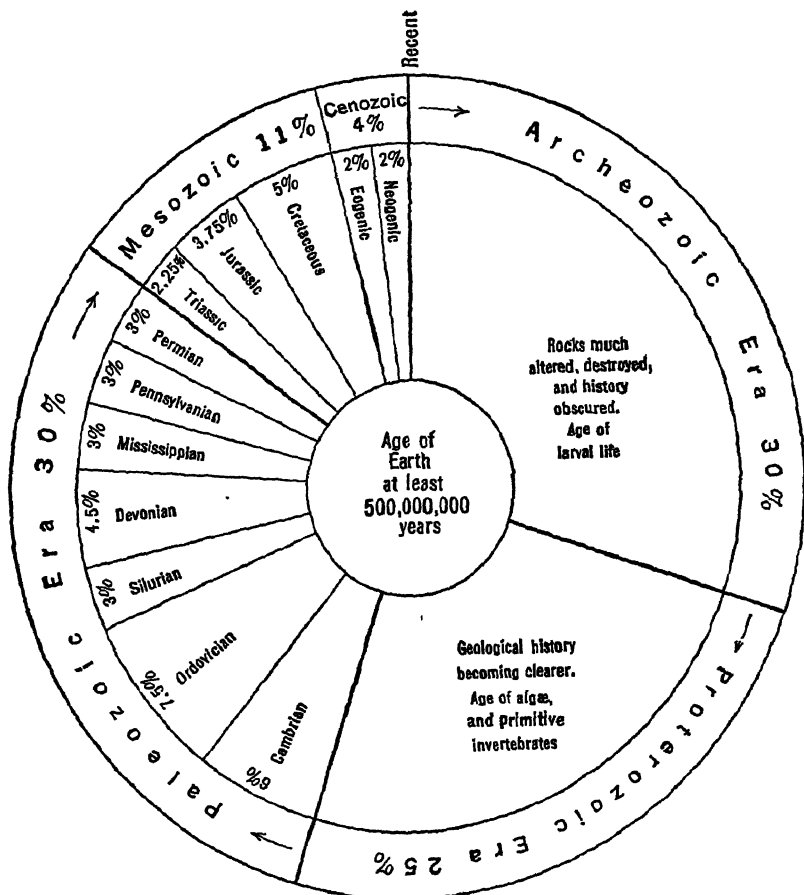 Recent
Cenozoic
4%
Archeozoic Era 30%
Mesozoic 11%
2%
Eogenic
2%
Neogenic
5%
Cretaceous
3.75%
Jurassic
2.25%
Triassic
3%
Permian
3%
Pennsylvanian
3%
Mississippian
4.5%
Devonian
3%
Silurian
7.5%
Ordovician
6%
Cambrian
Paleozoic Era 30%
Rocks much
altered, destroyed,
and history
obscured.
Age of
larval life
Age of
Earth
at least
500,000,000
years
Geological history
becoming clearer.
Age of algæ,
and primitive
invertebrates
Proterozoic Era 25%